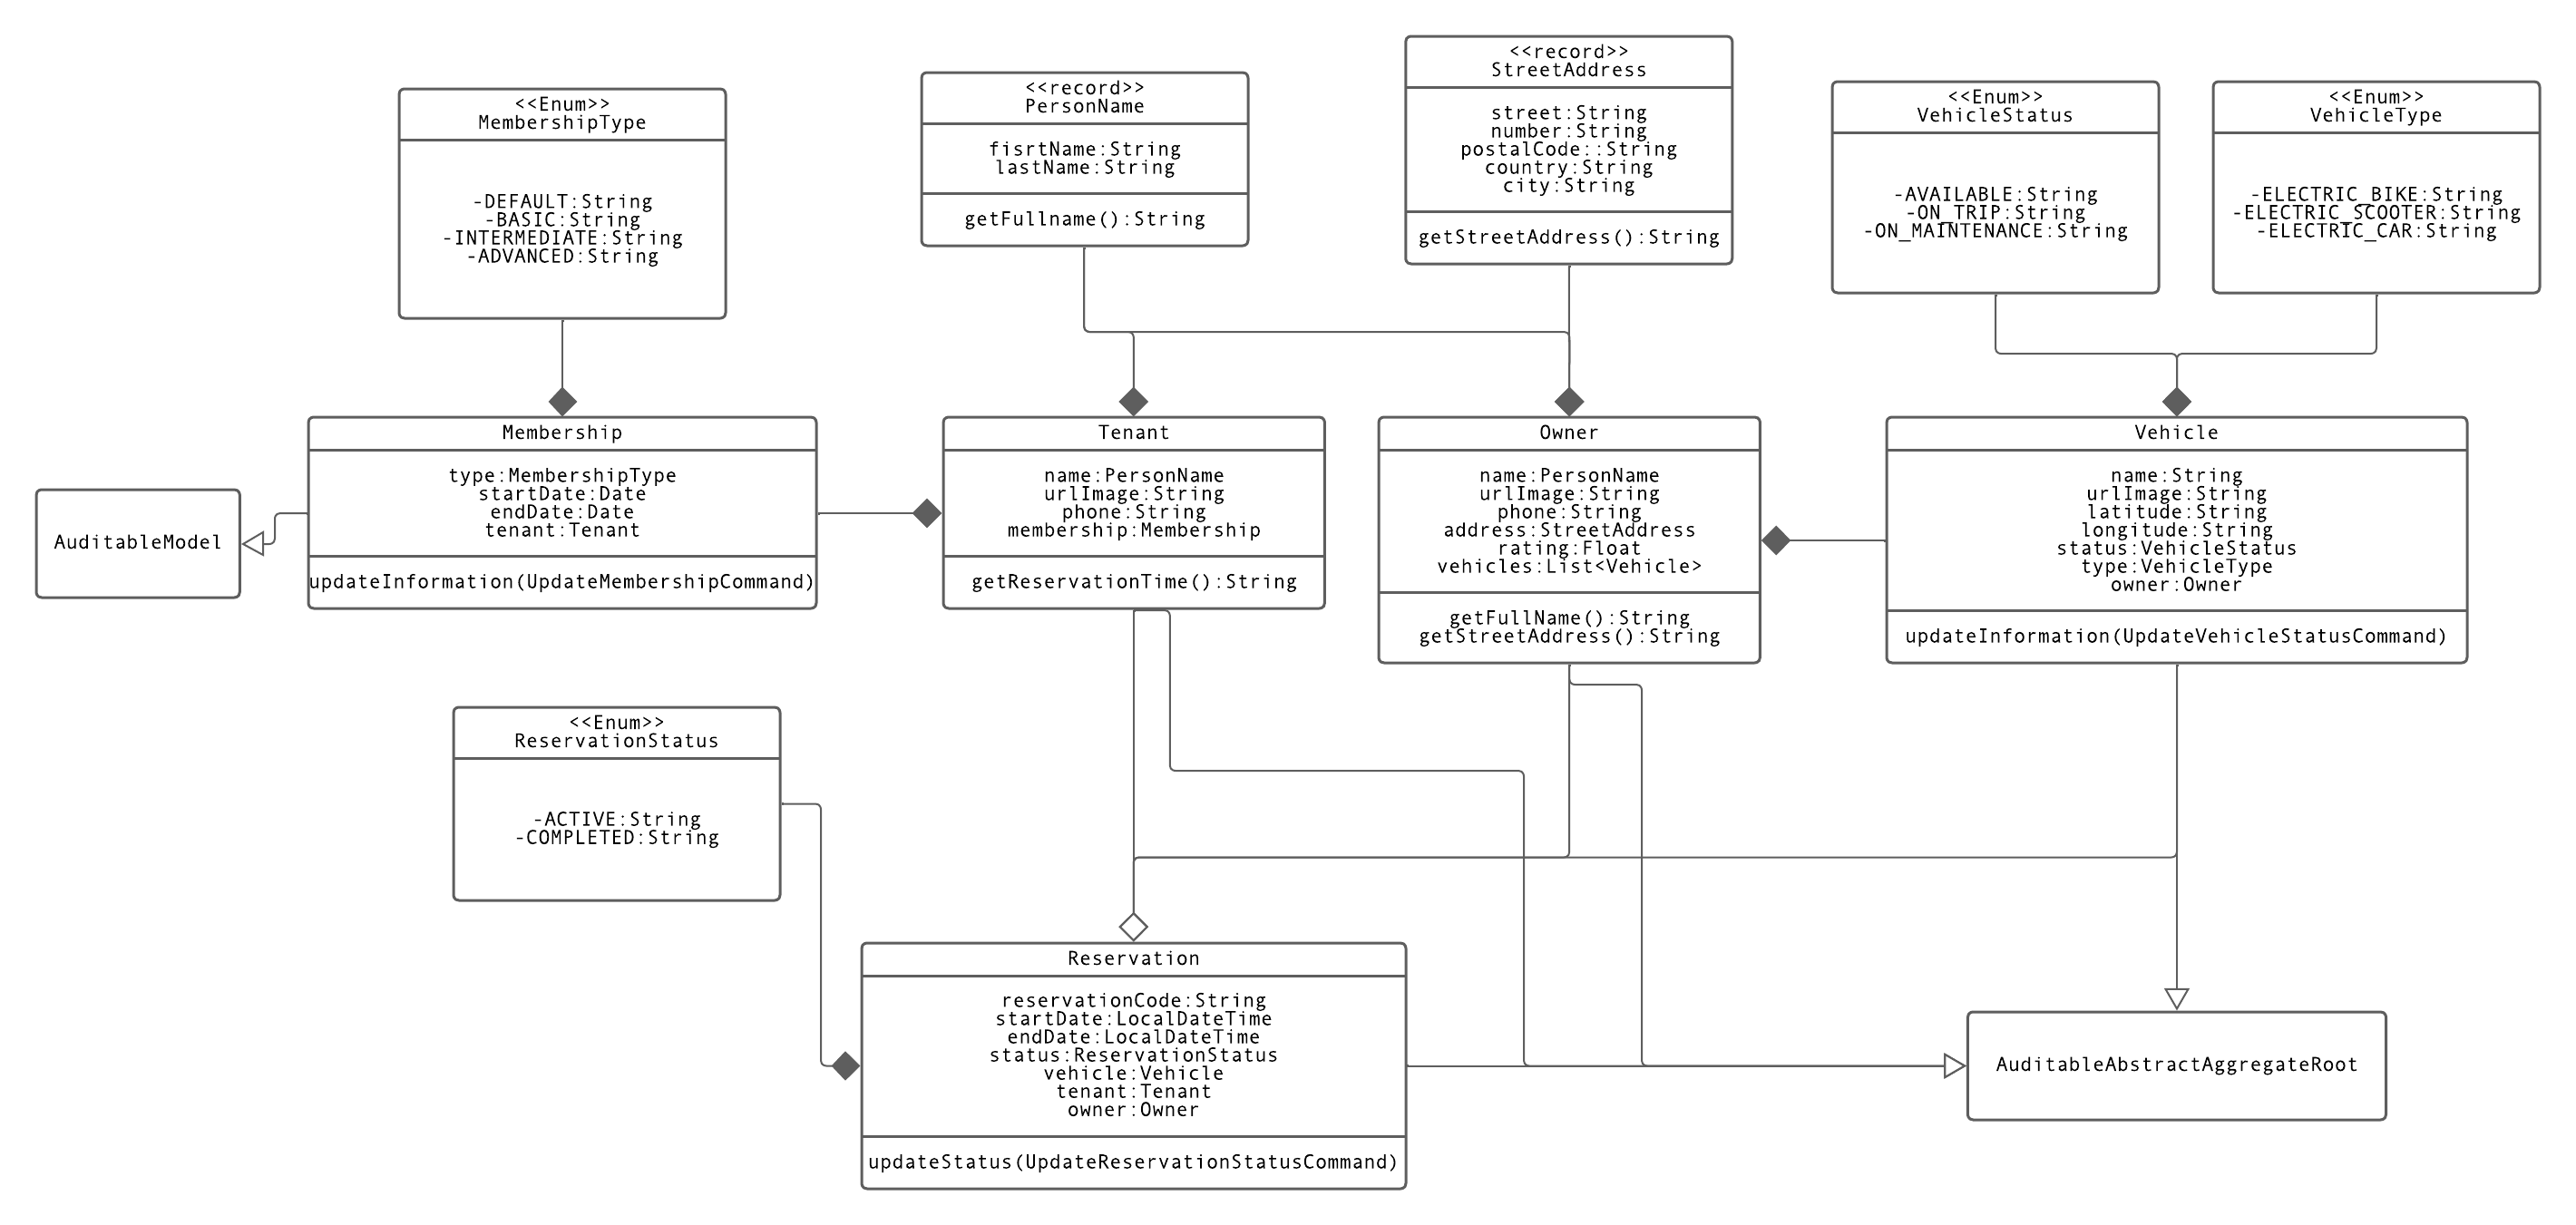 <<Enum>>
MembershipType
-DEFAULT:String
-BASIC:String
-INTERMEDIATE:String
-ADVANCED:String
<<record>>
PersonName
fisrtName:String
lastName:String
getFullname():String
<<record>>
StreetAddress
street:String
number:String
postalCode::String
country:String
city:String
getStreetAddress():String
<<Enum>>
VehicleStatus
-AVAILABLE:String
-ON_TRIP:String
-ON_MAINTENANCE:String
<<Enum>>
VehicleType
-ELECTRIC_BIKE:String
-ELECTRIC_SCOOTER:String
-ELECTRIC_CAR:String
AuditableModel
Membership
type:MembershipType
startDate:Date
endDate:Date
tenant:Tenant
updateInformation(UpdateMembershipCommand)
Tenant
name:PersonName
urlImage:String
phone:String
membership:Membership
getReservationTime():String
Owner
name:PersonName
urlImage:String
phone:String
address:StreetAddress
rating:Float
vehicles:List<Vehicle>
getFullName():String
getStreetAddress():String
Vehicle
name:String
urlImage:String
latitude:String
longitude:String
status:VehicleStatus
type:VehicleType
owner:Owner
updateInformation(UpdateVehicleStatusCommand)
<<Enum>>
ReservationStatus
-ACTIVE:String
-COMPLETED:String
Reservation
reservationCode:String
startDate:LocalDateTime
endDate:LocalDateTime
status:ReservationStatus
vehicle:Vehicle
tenant:Tenant
owner:Owner
updateStatus(UpdateReservationStatusCommand)
AuditableAbstractAggregateRoot